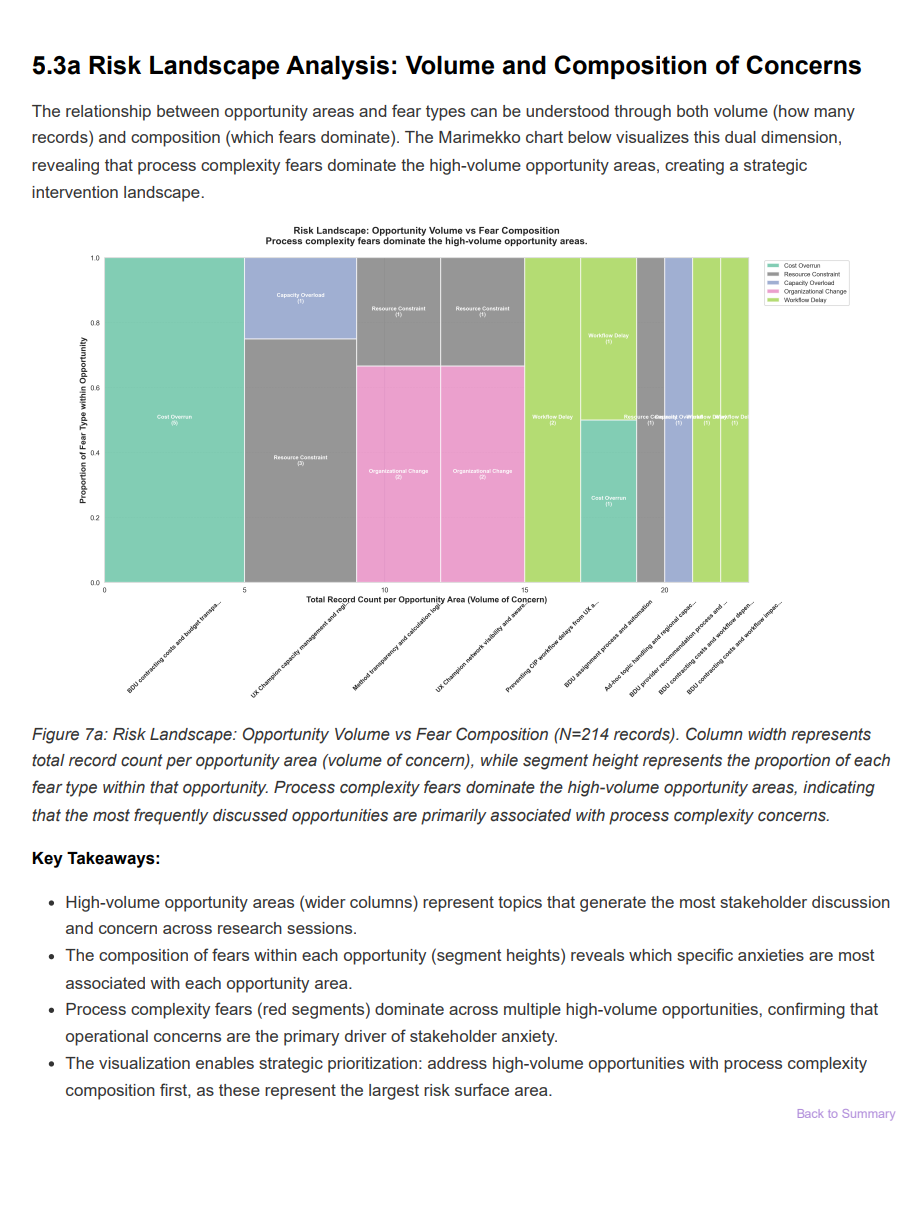 5.3a Risk Landscape Analysis: Volume and Composition of Concerns
The relationship between opportunity areas and fear types can be understood through both volume (how many
records) and composition (which fears dominate). The Marimekko chart below visualizes this dual dimension,
revealing that process complexity fears dominate the high-volume opportunity areas, creating a strategic
intervention landscape.
Risk Landscape: Opportunity Volume vs Fear Composition
Process complexity fears dominate the high-volume opportunity areas.
Proportion of Fear Type within Opportunity
1.0
0.8
0.6
0.4
0.2
0.0
Cost Overrun
(5)
Capacity Overload
(1)
Resource Constraint
(3)
Resource Constraint
(1)
Organizational Change
(2)
Resource Constraint
(1)
Organizational Change
(2)
Workflow Delay
(2)
Workflow Delay
(1)
Cost Overrun
(1)
Resource Constraint
(1)
Capacity Overload
(1)
Workflow Delay
(1)
Workflow Del
(1)
Cost Overrun
Resource Constraint
Capacity Overload
Organizational Change
Workflow Delay
0
5
10
15
20
Total Record Count per Opportunity Area (Volume of Concern)
BDU contracting costs and budget transpa...
UX Champion capacity management and regi...
Method transparency and calculation logi...
UX Champion network visibility and aware...
Preventing CIP workflow delays from UX a...
BDU assignment process and automation
Ad-hoc topic handling and regional capac...
BDU provider recommendation process and ...
BDU contracting costs and workflow depen...
BDU contracting costs and workflow impac...
Figure 7a: Risk Landscape: Opportunity Volume vs Fear Composition (N=214 records). Column width represents
total record count per opportunity area (volume of concern), while segment height represents the proportion of each
fear type within that opportunity. Process complexity fears dominate the high-volume opportunity areas, indicating
that the most frequently discussed opportunities are primarily associated with process complexity concerns.
Key Takeaways:
• High-volume opportunity areas (wider columns) represent topics that generate the most stakeholder discussion
and concern across research sessions.
• The composition of fears within each opportunity (segment heights) reveals which specific anxieties are most
associated with each opportunity area.
• Process complexity fears (red segments) dominate across multiple high-volume opportunities, confirming that
operational concerns are the primary driver of stakeholder anxiety.
• The visualization enables strategic prioritization: address high-volume opportunities with process complexity
composition first, as these represent the largest risk surface area.
Back to Summary